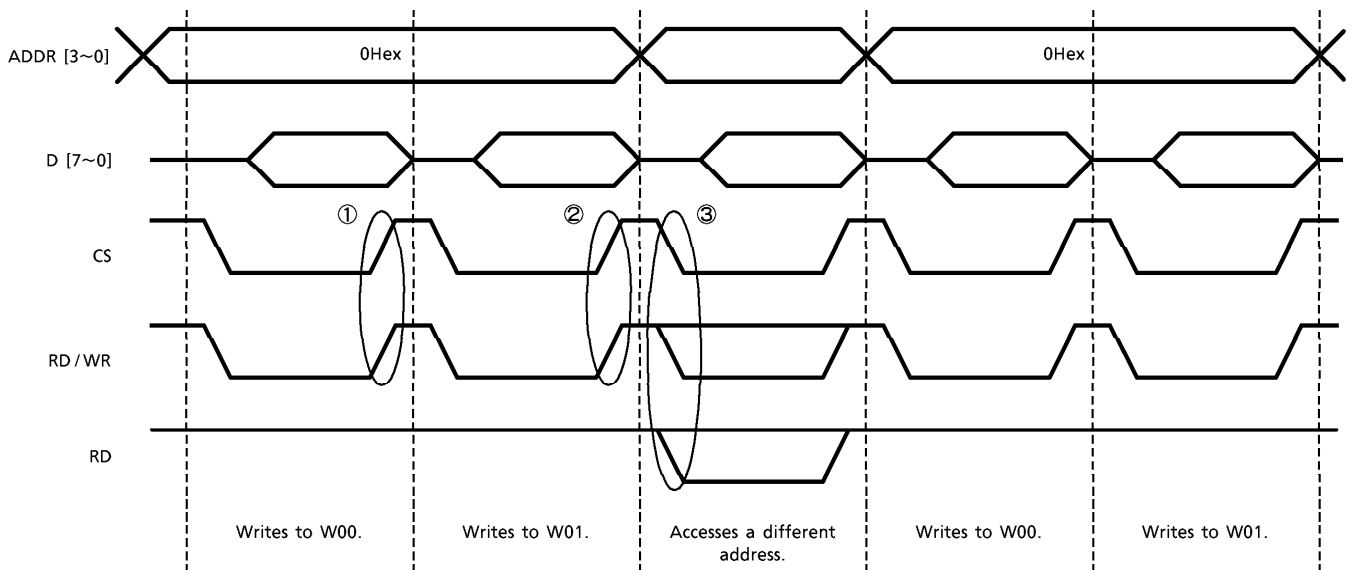 ADDR [3~0]
0Hex
0Hex
D [7~0]
① ② ③
CS
RD / WR
RD
Writes to W00.
Writes to W01.
Accesses a different
address.
Writes to W00.
Writes to W01.